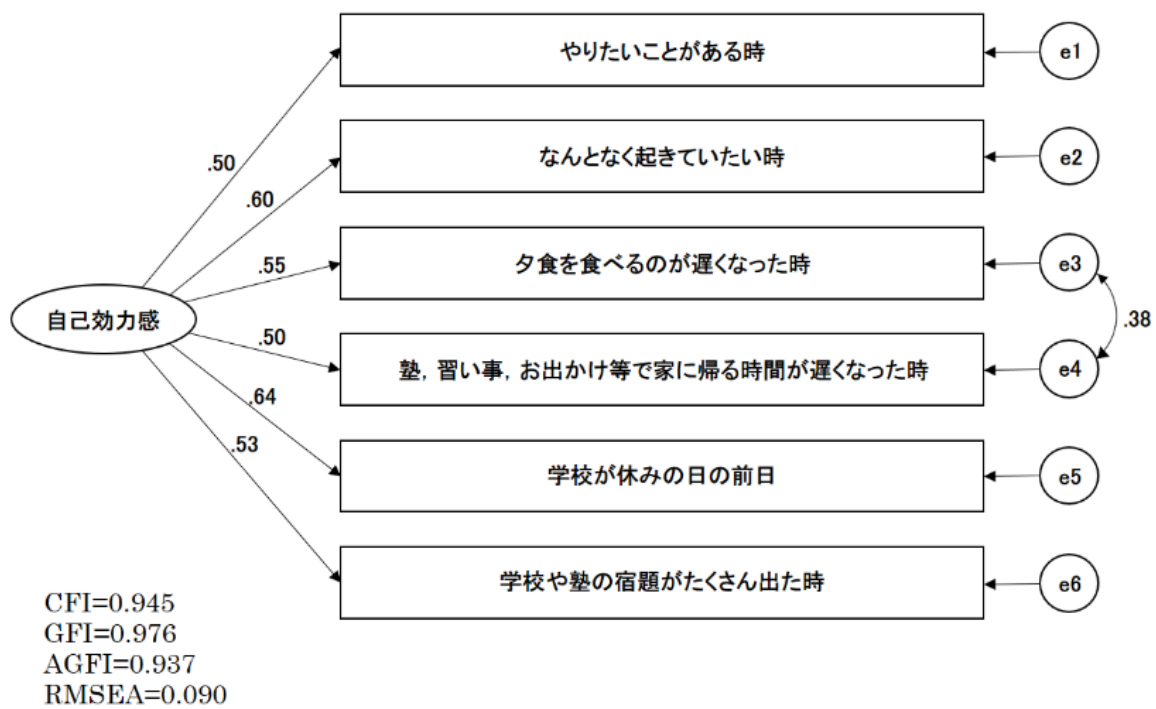 やりたいことがある時
e1
.50
なんとなく起きていたい時
e2
.60
夕食を食べるのが遅くなった時
e3
.55
自己効力感
.38
.50
塾, 習い事, お出かけ等で家に帰る時間が遅くなった時
e4
.64
.53
学校が休みの日の前日
e5
学校や塾の宿題がたくさん出た時
e6
CFI=0.945
GFI=0.976
AGFI=0.937
RMSEA=0.090